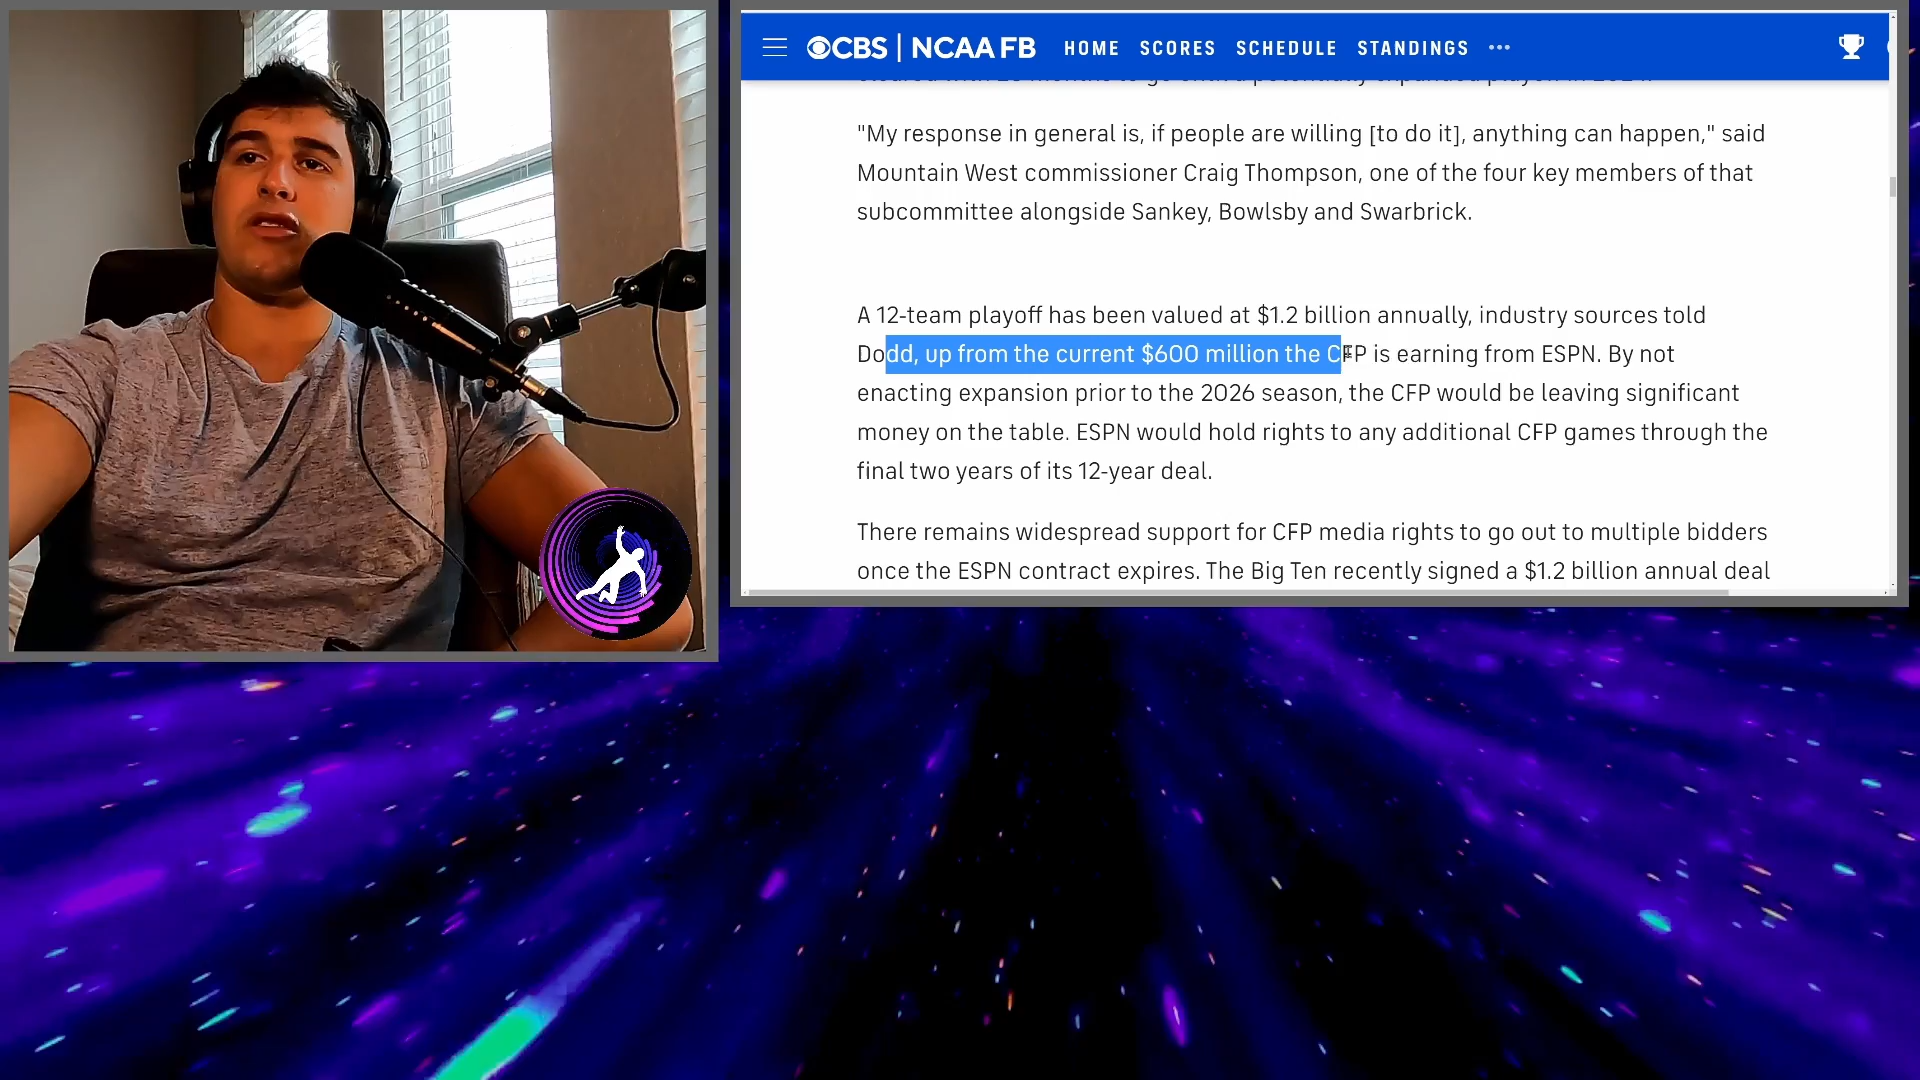 CBS | NCAA FB HOME SCORES SCHEDULE STANDINGS
"My response in general is, if people are willing [to do it], anything can happen," said
Mountain West commissioner Craig Thompson, one of the four key members of that
subcommittee alongside Sankey, Bowlsby and Swarbrick.
A 12-team playoff has been valued at $1.2 billion annually, industry sources told
Dodd, up from the current $600 million the CFP is earning from ESPN. By not
enacting expansion prior to the 2026 season, the CFP would be leaving significant
money on the table. ESPN would hold rights to any additional CFP games through the
final two years of its 12-year deal.
There remains widespread support for CFP media rights to go out to multiple bidders
once the ESPN contract expires. The Big Ten recently signed a $1.2 billion annual deal